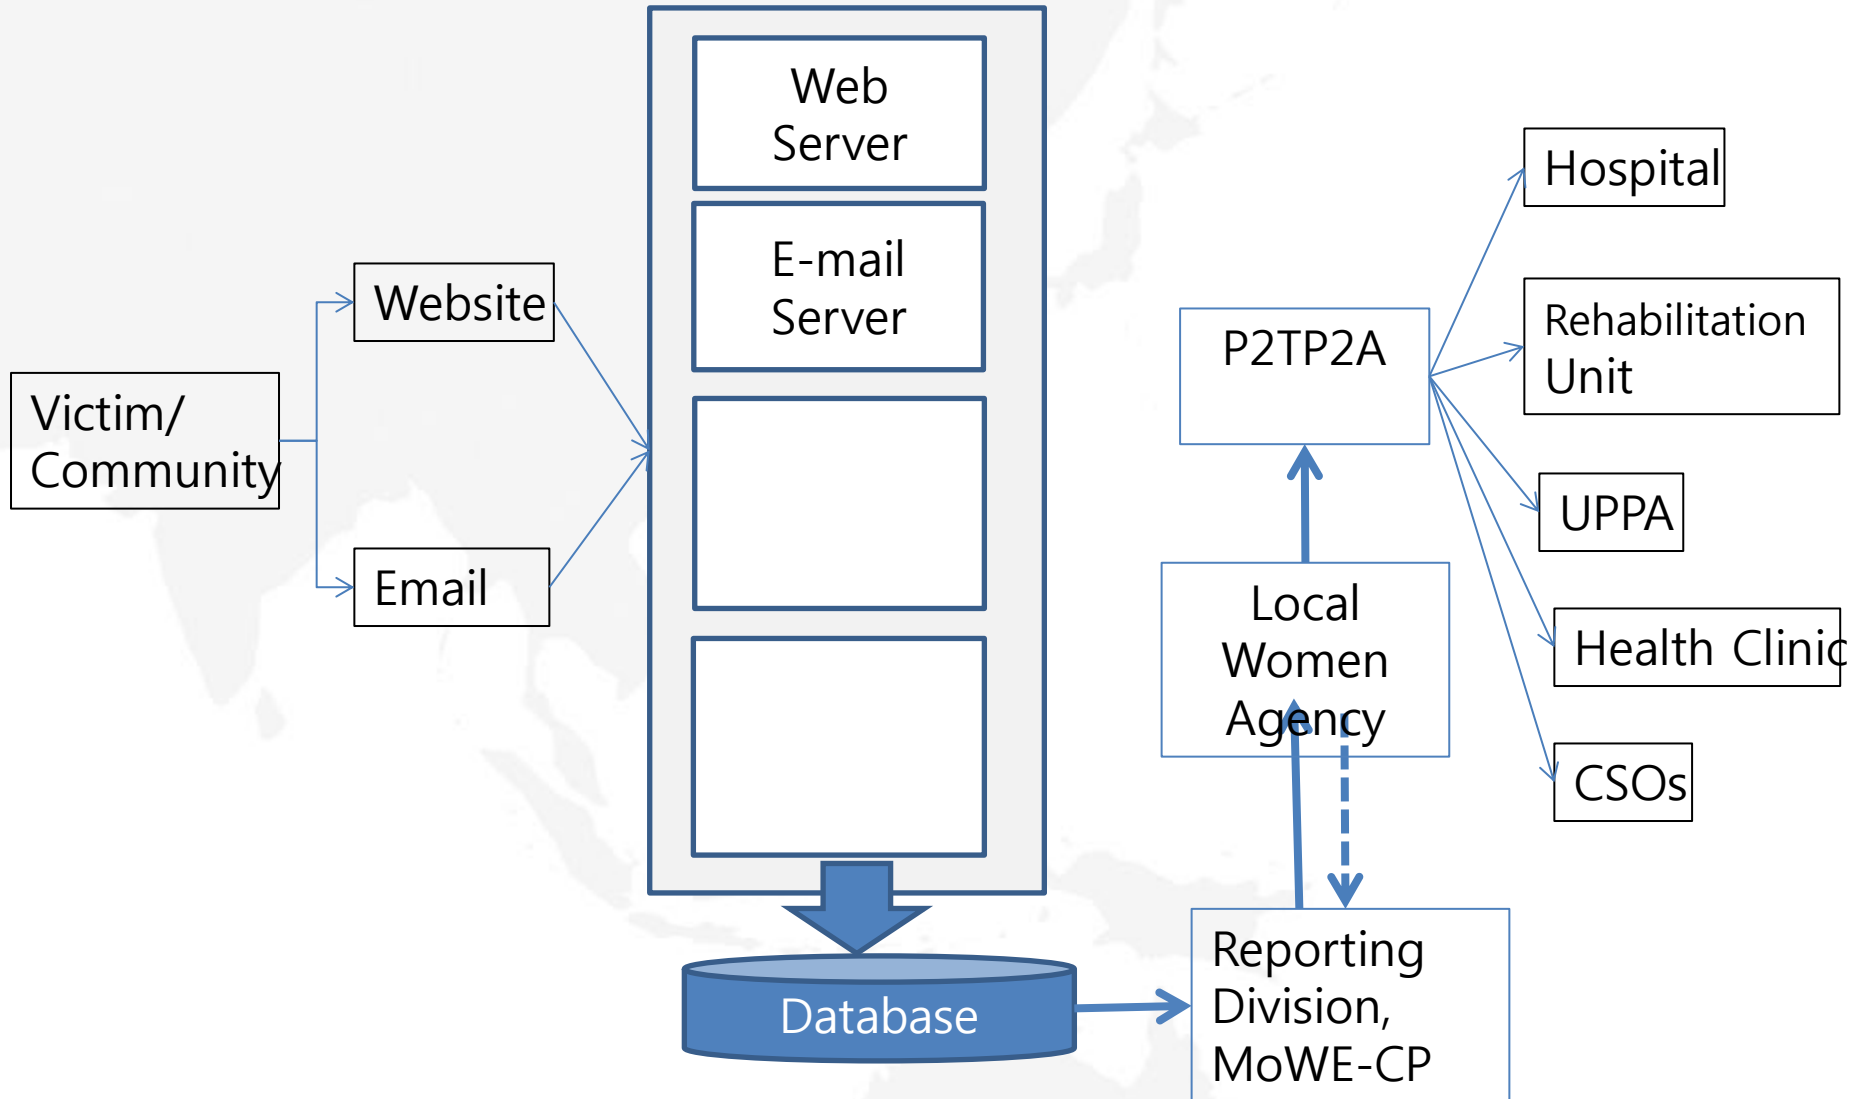 Web
Server
E-mail
Server
Website
Victim/
Community
Email
Database
Hospital
P2TP2A
Rehabilitation
Unit
UPPA
Local
Women
Agency
Health Clinic
CSOs
Reporting
Division,
MoWE-CP